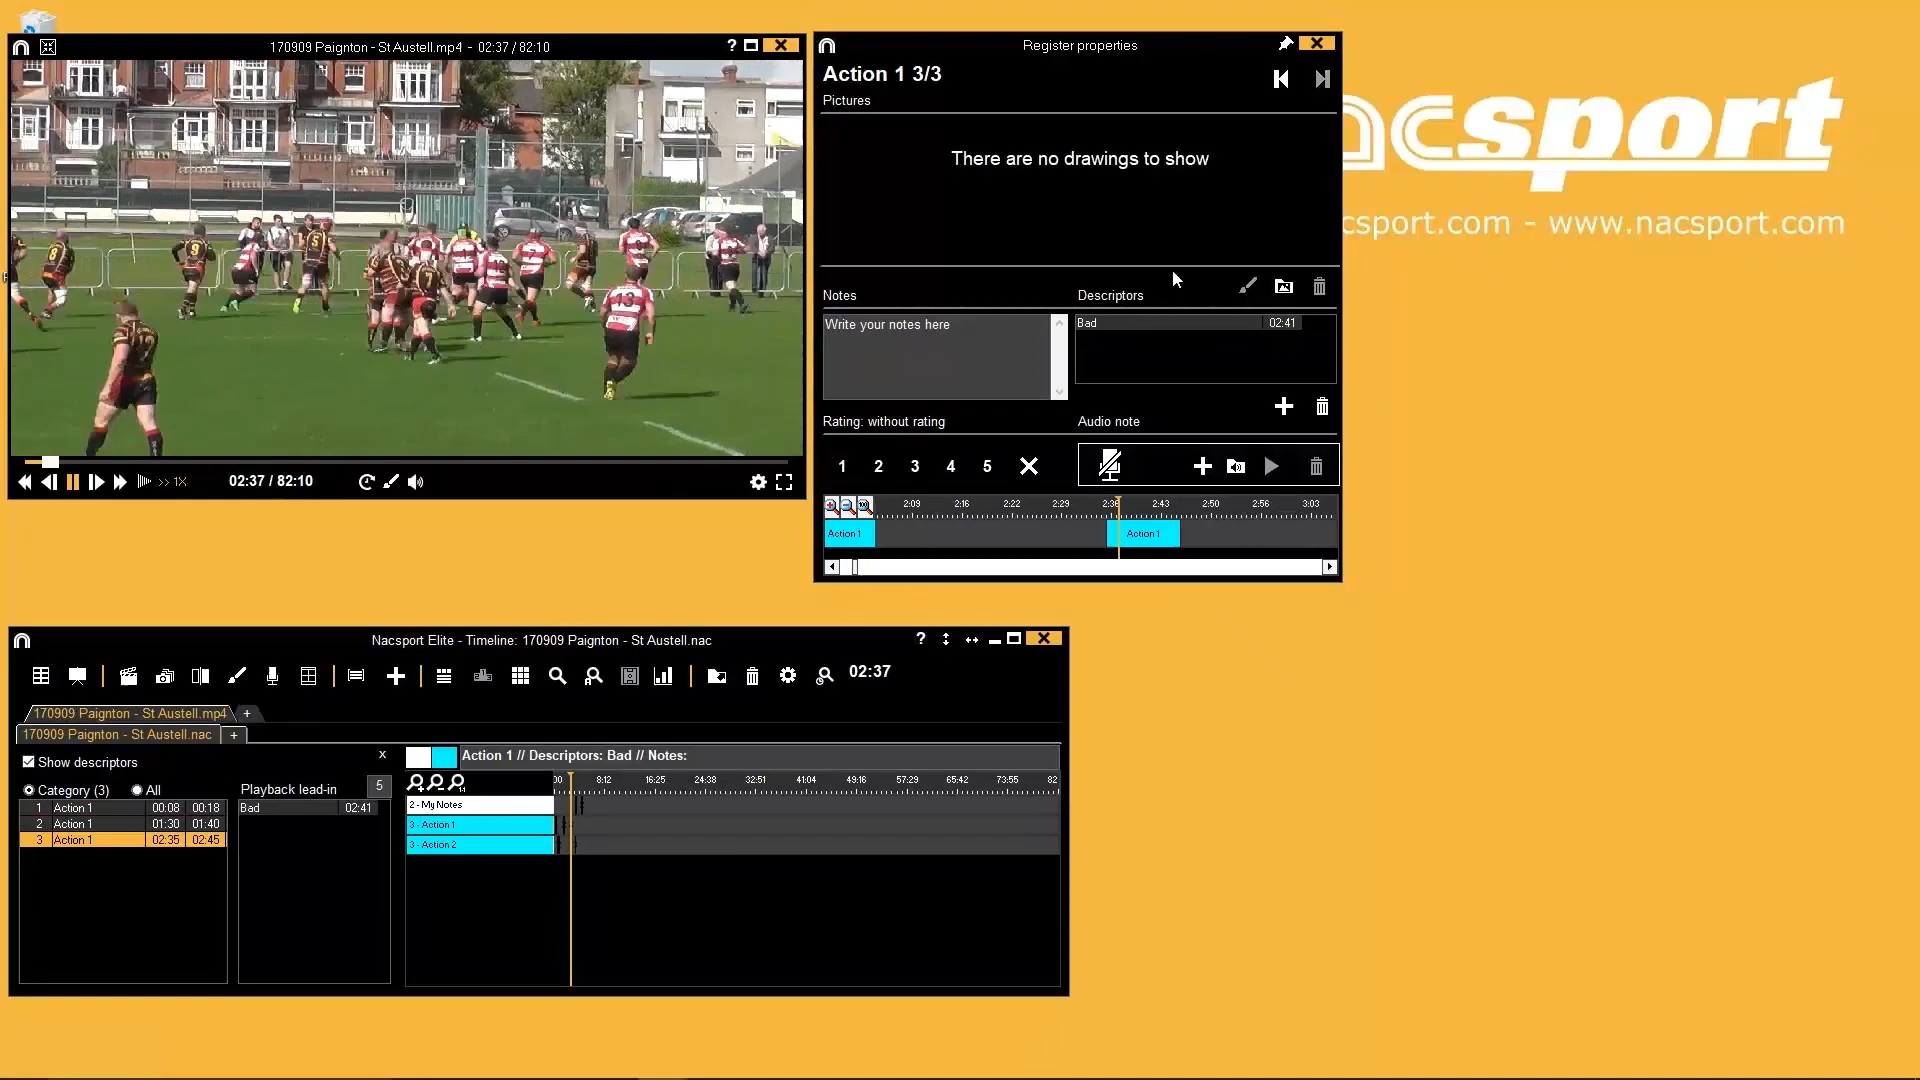 170909 Paignton - St Austell.mp4 - 02:37 / 82:10
?
02:37 / 82:10
>> 1X
Register properties
Action 1 3/3
Pictures
There are no drawings to show
Notes
Descriptors
Write your notes here
Bad 02:41
Rating: without rating
Audio note
1 2 3 4 5
2:09 2:16 2:22 2:29 2:36 2:43 2:50 2:56 3:03
Action 1
Action 1
acsport
csport.com - www.nacsport.com
Nacsport Elite - Timeline: 170909 Paignton - St Austell.nac
?
02:37
170909 Paignton - St Austell.mp4 +
170909 Paignton - St Austell.nac +
Show descriptors
x
Category (3) All
Playback lead-in 5
1 Action 1 00:08 00:18
2 Action 1 01:30 01:40
3 Action 1 02:35 02:45
Bad 02:41
Action 1 // Descriptors: Bad // Notes:
00 8:12 16:25 24:38 32:51 41:04 49:16 57:29 65:42 73:55 82
2 - My Notes
3 - Action 1
3 - Action 2